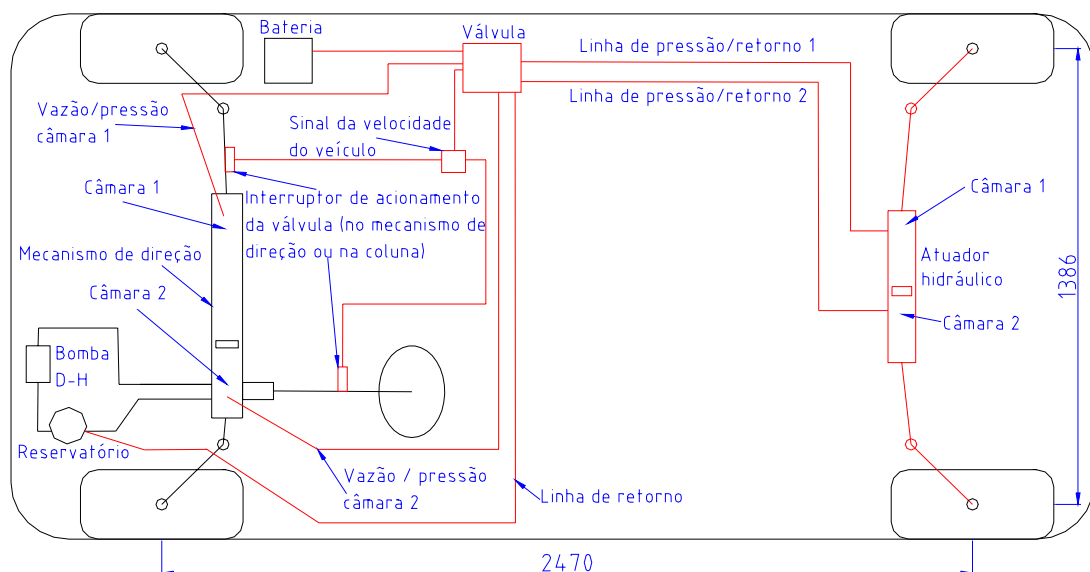 Bateria
Válvula
Linha de pressão/retorno 1
Linha de pressão/retorno 2
Vazão/pressão
câmara 1
Sinal da velocidade
do veículo
Câmara 1
Interruptor de acionamento
da válvula (no mecanismo de
direção ou na coluna)
Mecanismo de direção
Câmara 2
Câmara 1
Atuador
hidráulico
Câmara 2
1386
Bomba
D-H
Reservatório
Vazão / pressão
câmara 2
Linha de retorno
2470